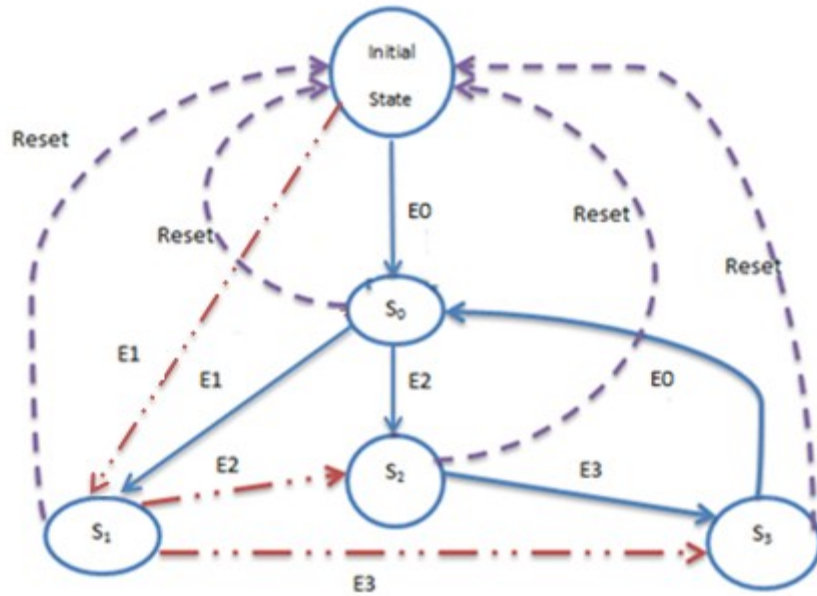 Initial
State
Reset
E0
Reset
Reset
Reset
S₀
E1
E1
E2
E0
E2
S₂
E3
S₁
S₃
E3